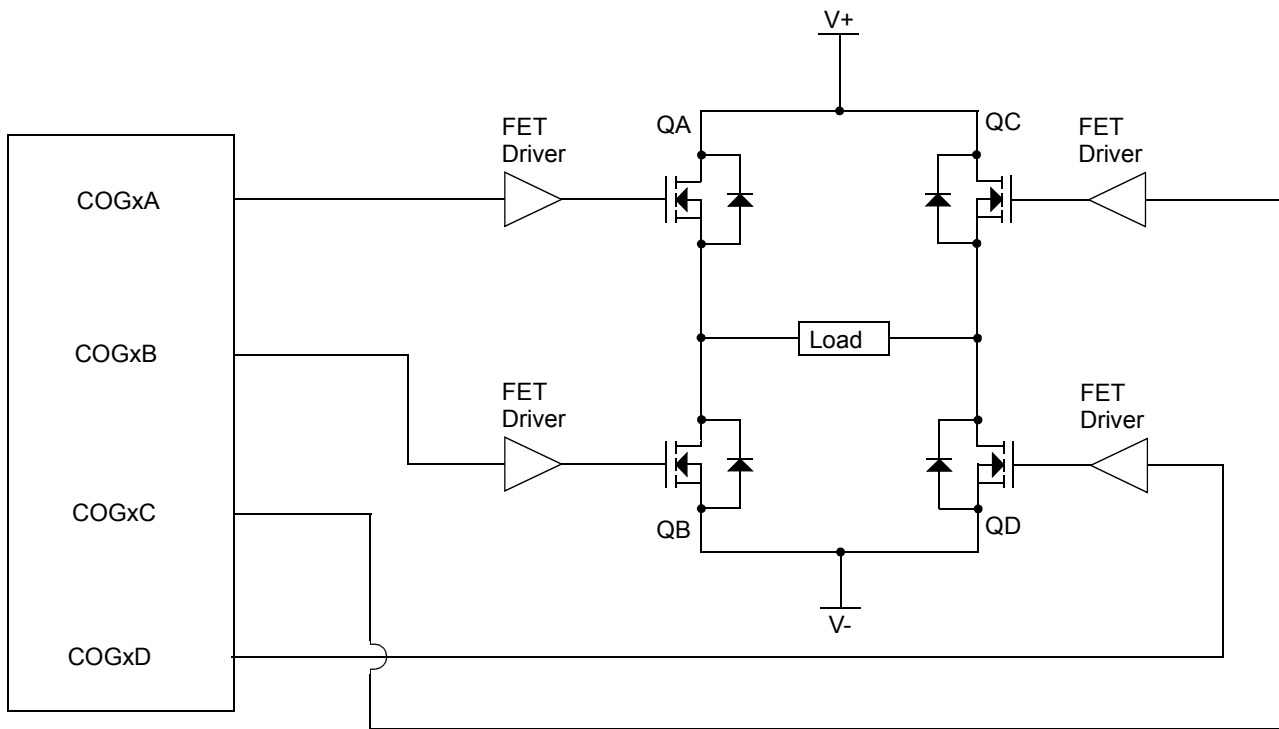 V+
QA
QC
FET
Driver
FET
Driver
COGxA
COGxB
Load
FET
Driver
FET
Driver
COGxC
QB
QD
V-
COGxD